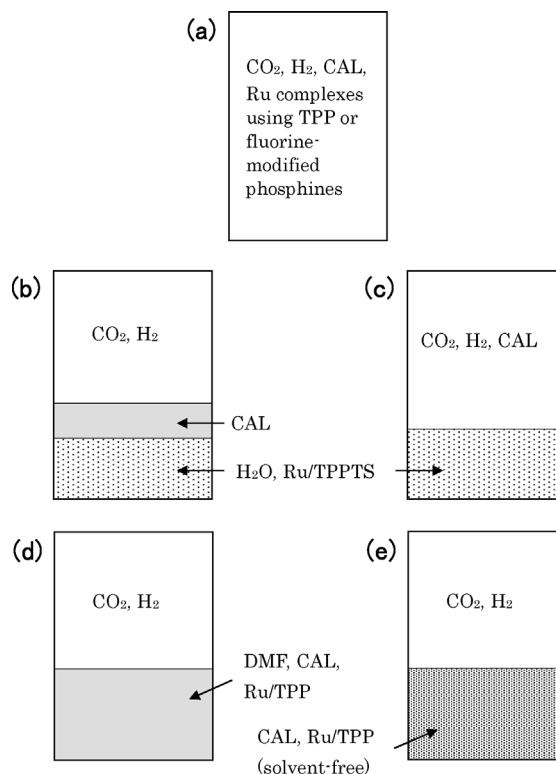 (a)
CO₂, H₂, CAL,
Ru complexes
using TPP or
fluorine-
modified
phosphines
(b)
CO₂, H₂
CAL
H₂O, Ru/TPPTS
(c)
CO₂, H₂, CAL
(d)
CO₂, H₂
DMF, CAL,
Ru/TPP
(e)
CO₂, H₂
CAL, Ru/TPP
(solvent-free)